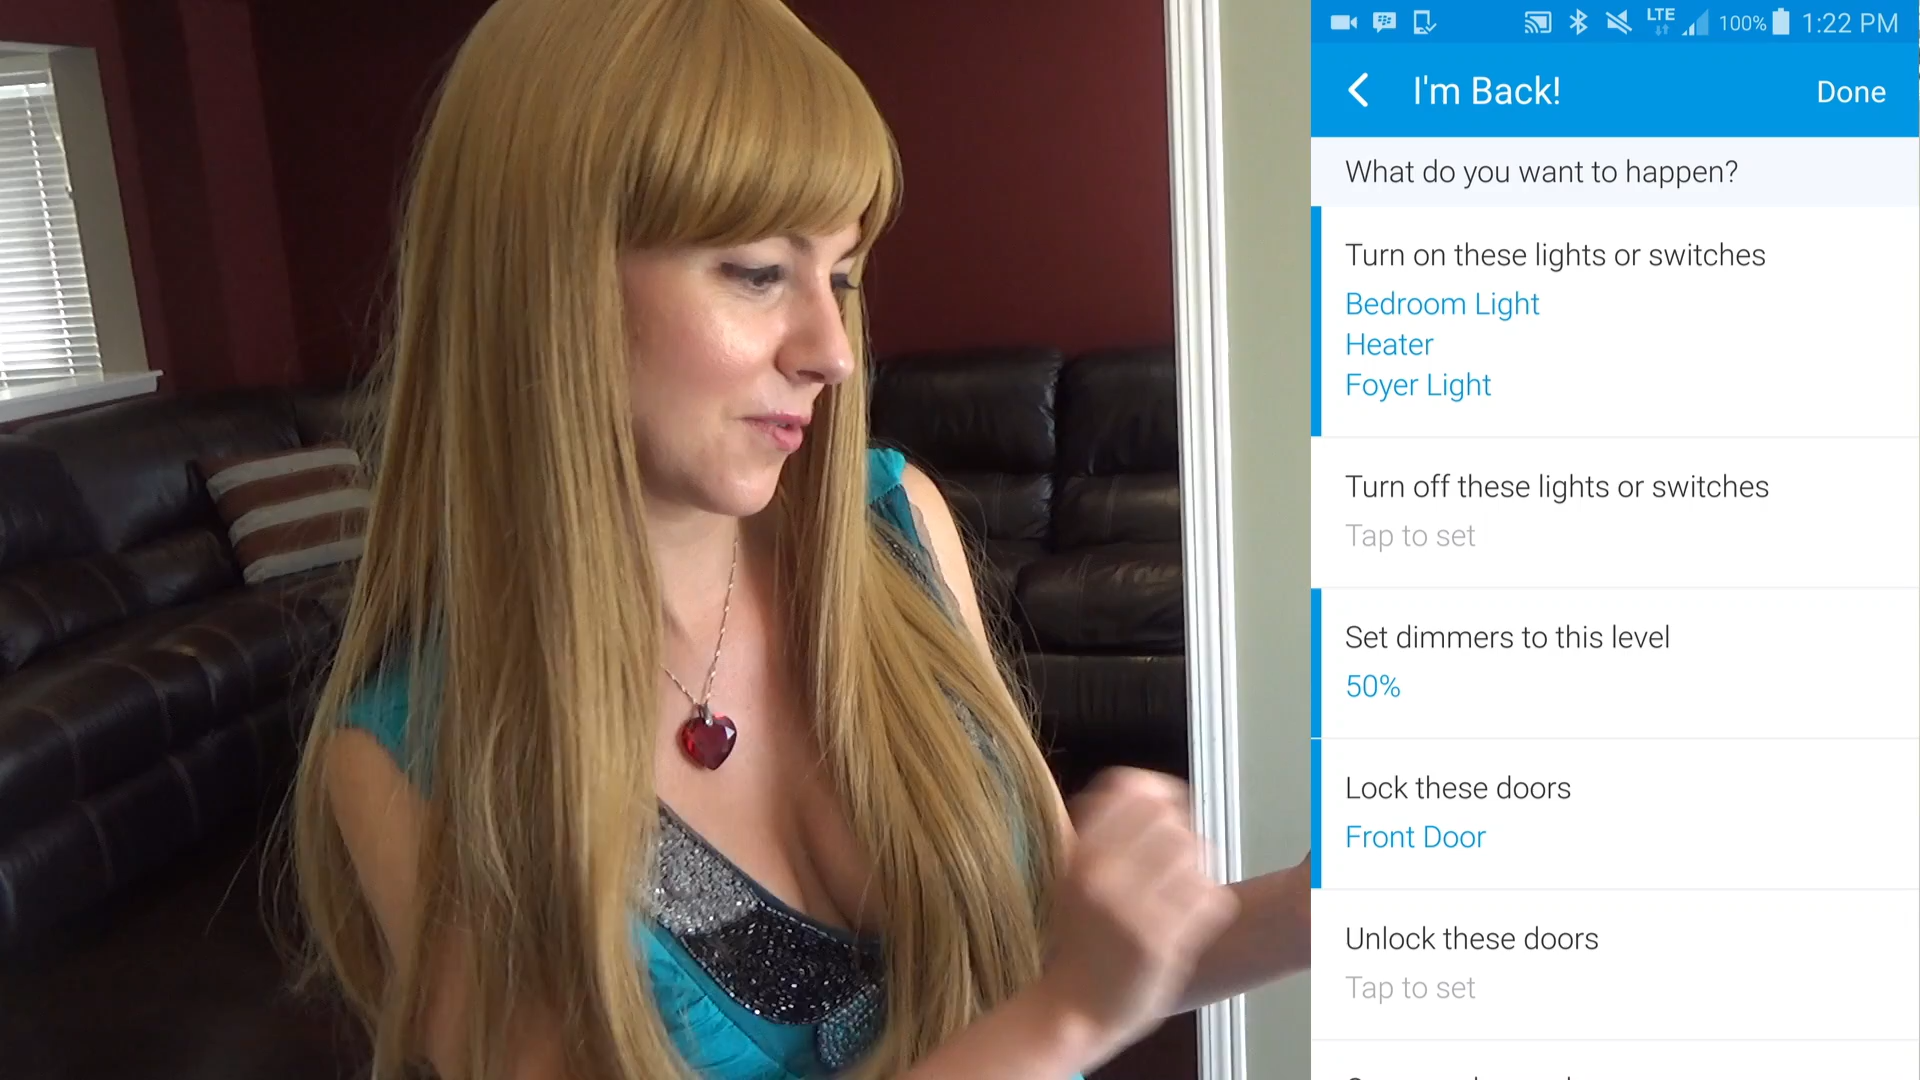 LTE 100% 1:22 PM
I'm Back! Done
What do you want to happen?
Turn on these lights or switches
Bedroom Light
Heater
Foyer Light
Turn off these lights or switches
Tap to set
Set dimmers to this level
50%
Lock these doors
Front Door
Unlock these doors
Tap to set